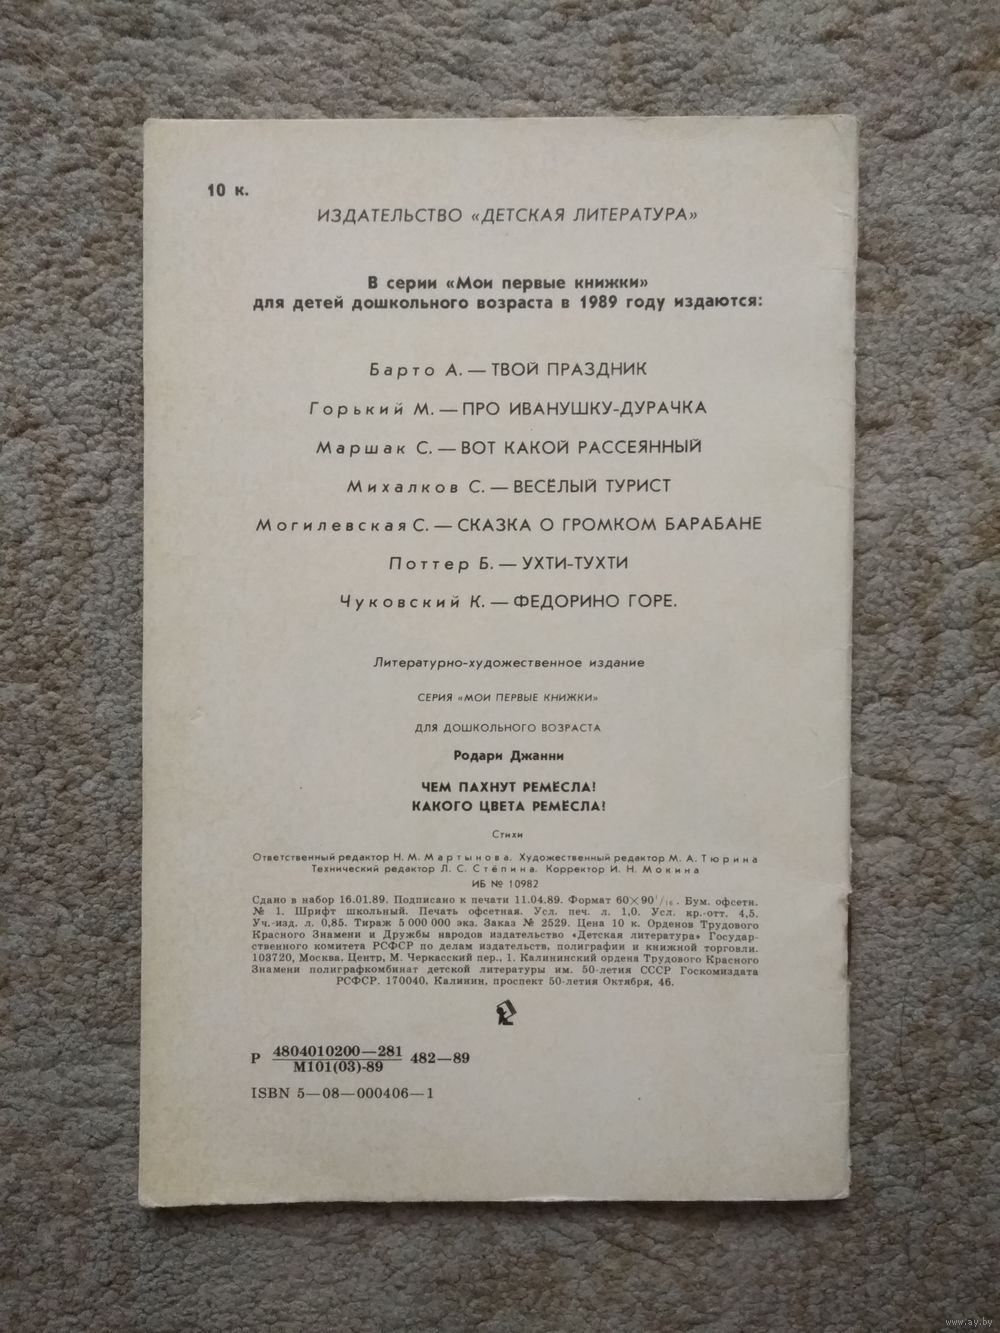 10 к.
ИЗДАТЕЛЬСТВО «ДЕТСКАЯ ЛИТЕРАТУРА»
В серии «Мои первые книжки»
для детей дошкольного возраста в 1989 году издаются:
Барто А. — ТВОЙ ПРАЗДНИК
Горький М. — ПРО ИВАНУШКУ-ДУРАЧКА
Маршак С. — ВОТ КАКОЙ РАССЕЯННЫЙ
Михалков С. — ВЕСЁЛЫЙ ТУРИСТ
Могилевская С. — СКАЗКА О ГРОМКОМ БАРАБАНЕ
Поттер Б. — УХТИ-ТУХТИ
Чуковский К. — ФЕДОРИНО ГОРЕ.
Литературно-художественное издание
СЕРИЯ «МОИ ПЕРВЫЕ КНИЖКИ»
ДЛЯ ДОШКОЛЬНОГО ВОЗРАСТА
Родари Джанни
ЧЕМ ПАХНУТ РЕМЁСЛА!
КАКОГО ЦВЕТА РЕМЁСЛА!
Стихи
Ответственный редактор Н. М. Мартынова. Художественный редактор М. А. Тюрина
Технический редактор Л. С. Стёпина. Корректор И. Н. Мокина
ИБ № 10982
Сдано в набор 16.01.89. Подписано к печати 11.04.89. Формат 60×90¹/₁₆. Бум. офсетн.
№ 1. Шрифт школьный. Печать офсетная. Усл. печ. л. 1,0. Усл. кр.-отт. 4,5.
Уч.-изд. л. 0,85. Тираж 5 000 000 экз. Заказ № 2529. Цена 10 к. Орденов Трудового
Красного Знамени и Дружбы народов издательство «Детская литература» Государ-
ственного комитета РСФСР по делам издательств, полиграфии и книжной торговли.
103720, Москва, Центр, М. Черкасский пер., 1. Калининский ордена Трудового Красного
Знамени полиграфкомбинат детской литературы им. 50-летия СССР Госкомиздата
РСФСР. 170040, Калинин, проспект 50-летия Октября, 46.
Р 4804010200—281 482—89
М101(03)-89
ISBN 5—08—000406—1
www.ay.by